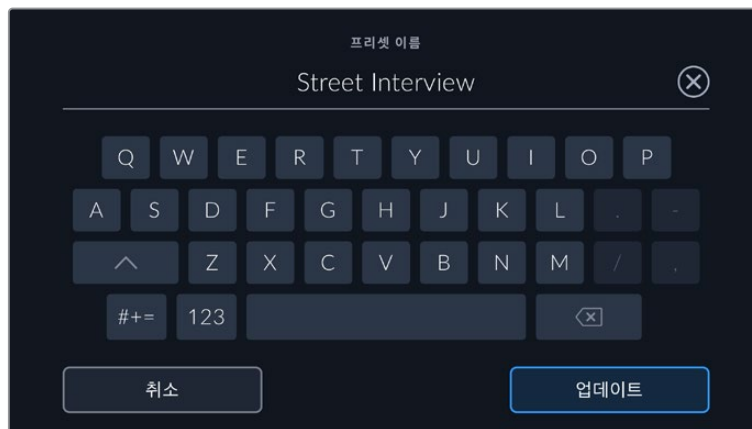 프리셋 이름
Street Interview
Q W E R T Y U I O P
A S D F G H J K L . -
Z X C V B N M / ,
#+= 123
취소 업데이트